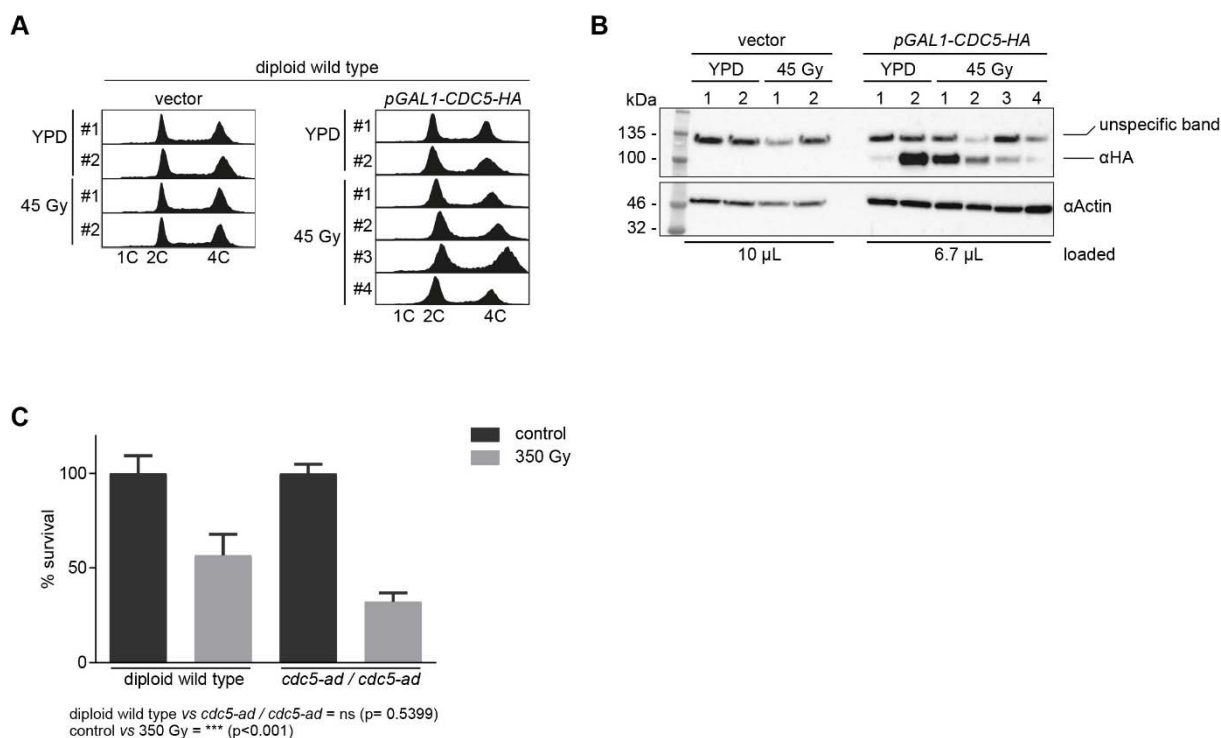 A
diploid wild type
vector
pGAL1-CDC5-HA
YPD
#1
#2
45 Gy
#1
#2
1C 2C 4C
YPD
#1
#2
45 Gy
#1
#2
#3
#4
1C 2C 4C
B
vector
pGAL1-CDC5-HA
YPD 45 Gy YPD 45 Gy
kDa 1 2 1 2 1 2 1 2 3 4
135 - unspecific band
100 - αHA
46 - αActin
32 -
10 µL 6.7 µL loaded
C
control
350 Gy
% survival
100
50
0
diploid wild type cdc5-ad / cdc5-ad
diploid wild type vs cdc5-ad / cdc5-ad = ns (p= 0.5399)
control vs 350 Gy = *** (p<0.001)